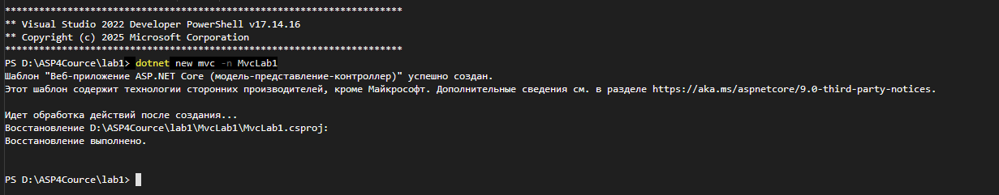 **********************************************************************
** Visual Studio 2022 Developer PowerShell v17.14.16
** Copyright (c) 2025 Microsoft Corporation
**********************************************************************
PS D:\ASP4Cource\lab1> dotnet new mvc -n MvcLab1
Шаблон "Веб-приложение ASP.NET Core (модель-представление-контроллер)" успешно создан.
Этот шаблон содержит технологии сторонних производителей, кроме Майкрософт. Дополнительные сведения см. в разделе https://aka.ms/aspnetcore/9.0-third-party-notices.
Идет обработка действий после создания...
Восстановление D:\ASP4Cource\lab1\MvcLab1\MvcLab1.csproj:
Восстановление выполнено.
PS D:\ASP4Cource\lab1>